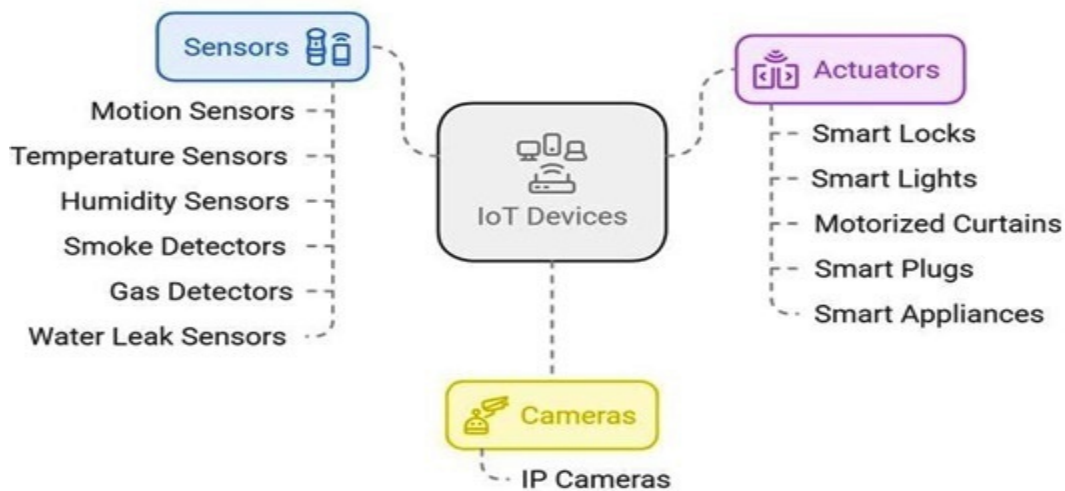 Sensors
Motion Sensors
Temperature Sensors
Humidity Sensors
Smoke Detectors
Gas Detectors
Water Leak Sensors
IoT Devices
Actuators
Smart Locks
Smart Lights
Motorized Curtains
Smart Plugs
Smart Appliances
Cameras
IP Cameras